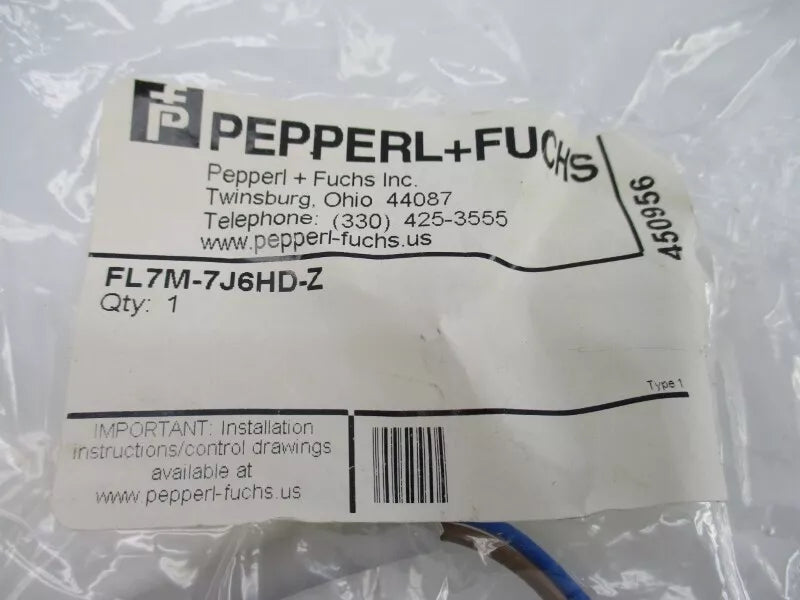 PEPPERL+FUCHS
Pepperl + Fuchs Inc.
Twinsburg, Ohio 44087
Telephone: (330) 425-3555
www.pepperl-fuchs.us
450956
FL7M-7J6HD-Z
Qty: 1
Type 1
IMPORTANT: Installation
instructions/control drawings
available at
www.pepperl-fuchs.us